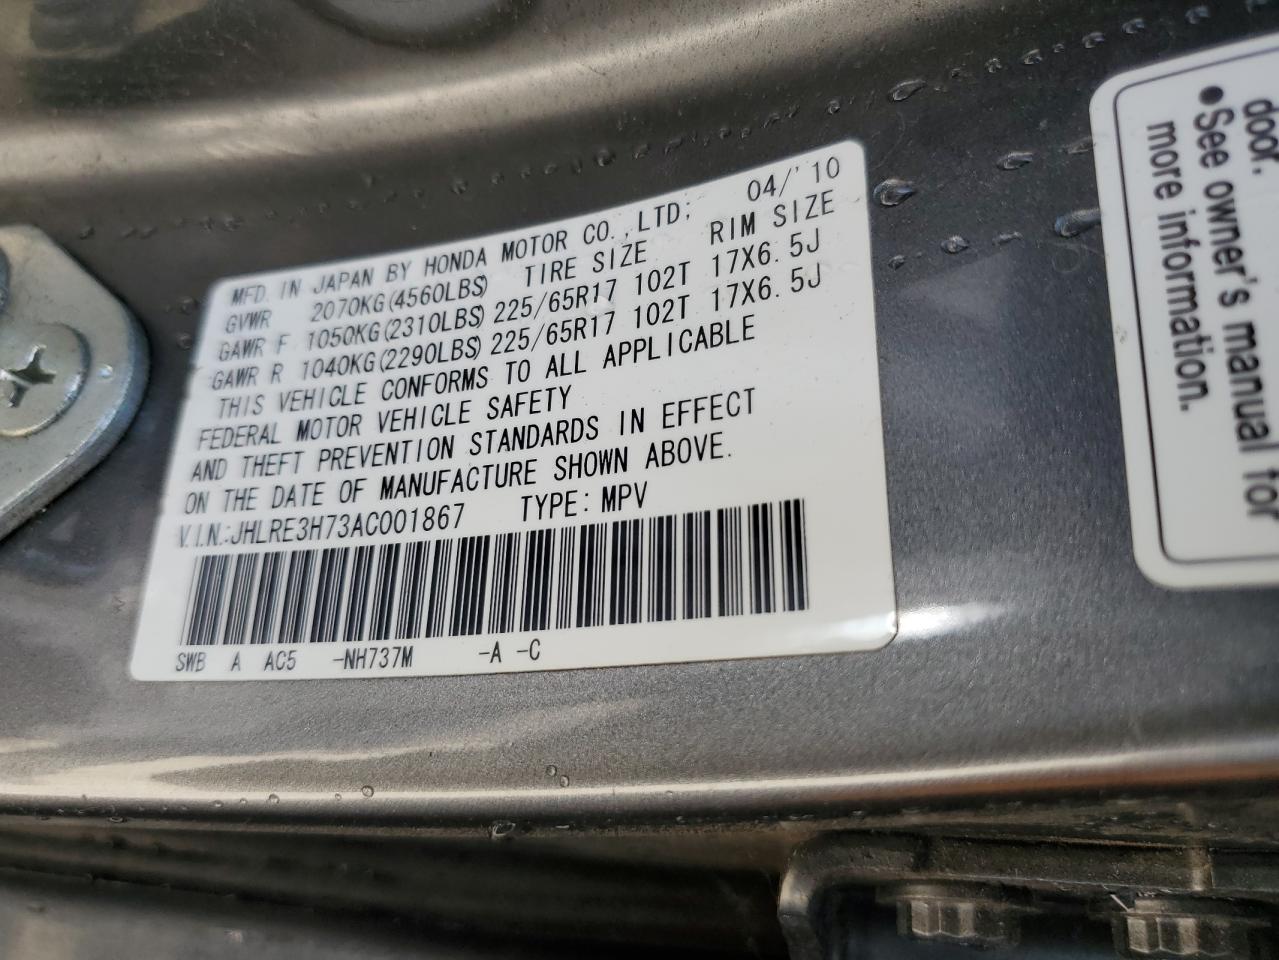 MFD. IN JAPAN BY HONDA MOTOR CO., LTD; 04/'10
GVWR 2070KG(4560LBS) TIRE SIZE RIM SIZE
GAWR F 1050KG(2310LBS) 225/65R17 102T 17X6.5J
GAWR R 1040KG(2290LBS) 225/65R17 102T 17X6.5J
THIS VEHICLE CONFORMS TO ALL APPLICABLE
FEDERAL MOTOR VEHICLE SAFETY
AND THEFT PREVENTION STANDARDS IN EFFECT
ON THE DATE OF MANUFACTURE SHOWN ABOVE.
V.I.N.:JHLRE3H73AC001867 TYPE: MPV
SWB A AC5 -NH737M -A -C
door.
●See owner's manual for
more information.